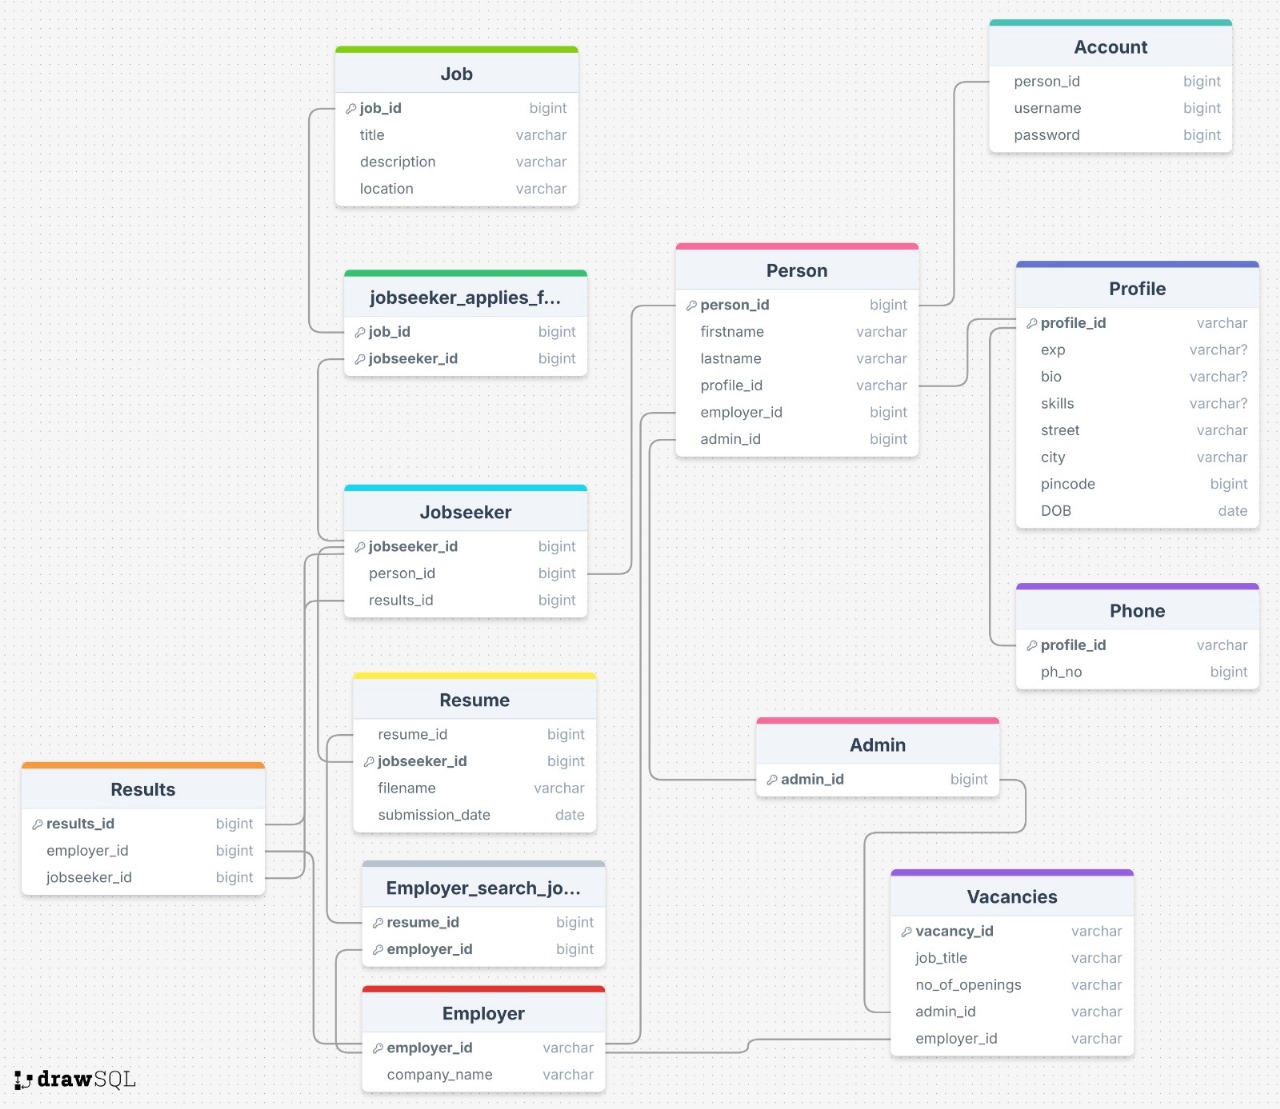 Account
person_id bigint
username bigint
password bigint
Job
job_id bigint
title varchar
description varchar
location varchar
Person
person_id bigint
firstname varchar
lastname varchar
profile_id varchar
employer_id bigint
admin_id bigint
Profile
profile_id varchar
exp varchar?
bio varchar?
skills varchar?
street varchar
city varchar
pincode bigint
DOB date
jobseeker_applies_f...
job_id bigint
jobseeker_id bigint
Jobseeker
jobseeker_id bigint
person_id bigint
results_id bigint
Phone
profile_id varchar
ph_no bigint
Resume
resume_id bigint
jobseeker_id bigint
filename varchar
submission_date date
Admin
admin_id bigint
Results
results_id bigint
employer_id bigint
jobseeker_id bigint
Employer_search_jo...
resume_id bigint
employer_id bigint
Vacancies
vacancy_id varchar
job_title varchar
no_of_openings varchar
admin_id varchar
employer_id varchar
Employer
employer_id varchar
company_name varchar
drawSQL